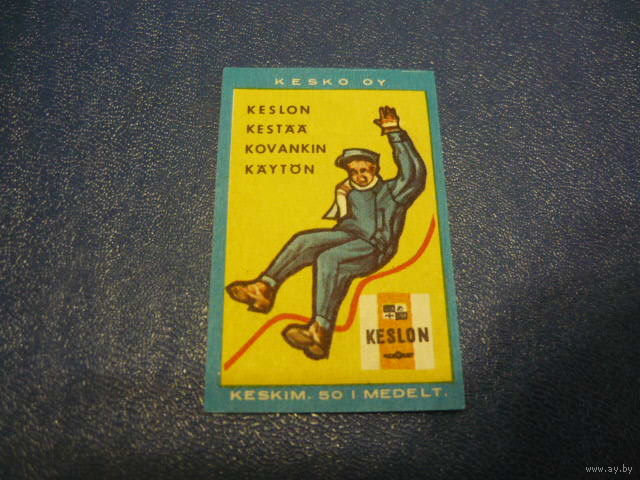 KESKO OY
KESLON
KESTÄÄ
KOVANKIN
KÄYTÖN
KESLON
KESKIM. 50 I MEDELT.
www.ay.by